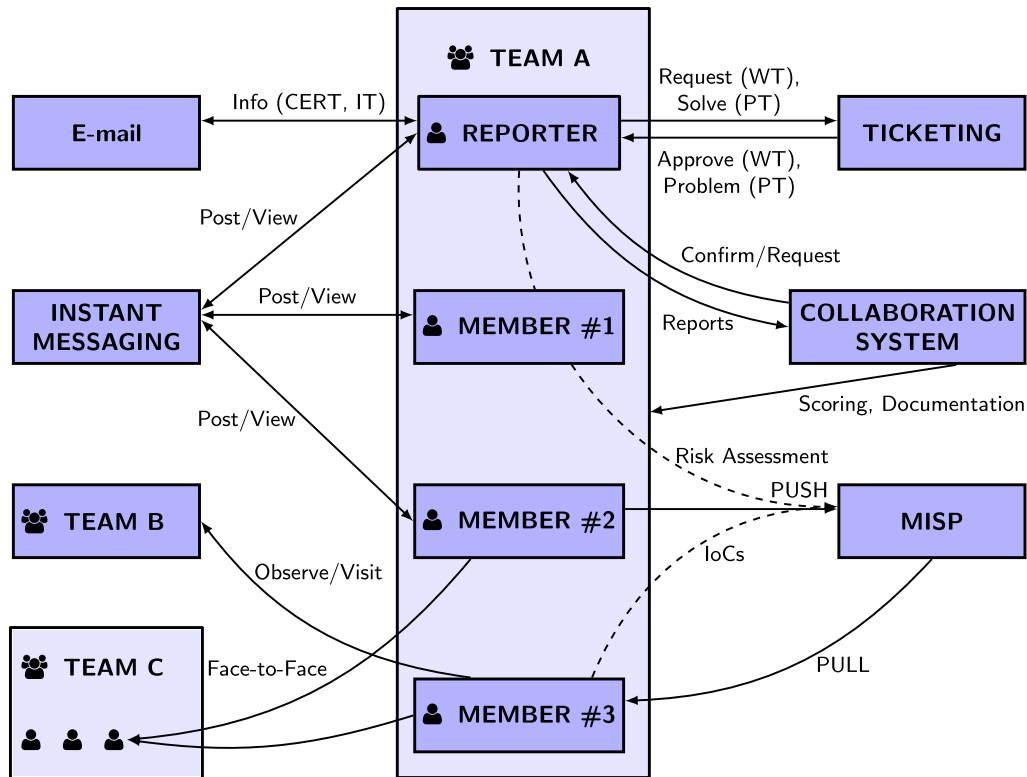 TEAM A
Request (WT),
Solve (PT)
Info (CERT, IT)
E-mail
REPORTER
TICKETING
Approve (WT),
Problem (PT)
Post/View
Confirm/Request
Post/View
INSTANT
MESSAGING
MEMBER #1
Reports
COLLABORATION
SYSTEM
Scoring, Documentation
Post/View
Risk Assessment
PUSH
TEAM B
MEMBER #2
MISP
IoCs
Observe/Visit
TEAM C
Face-to-Face
PULL
MEMBER #3